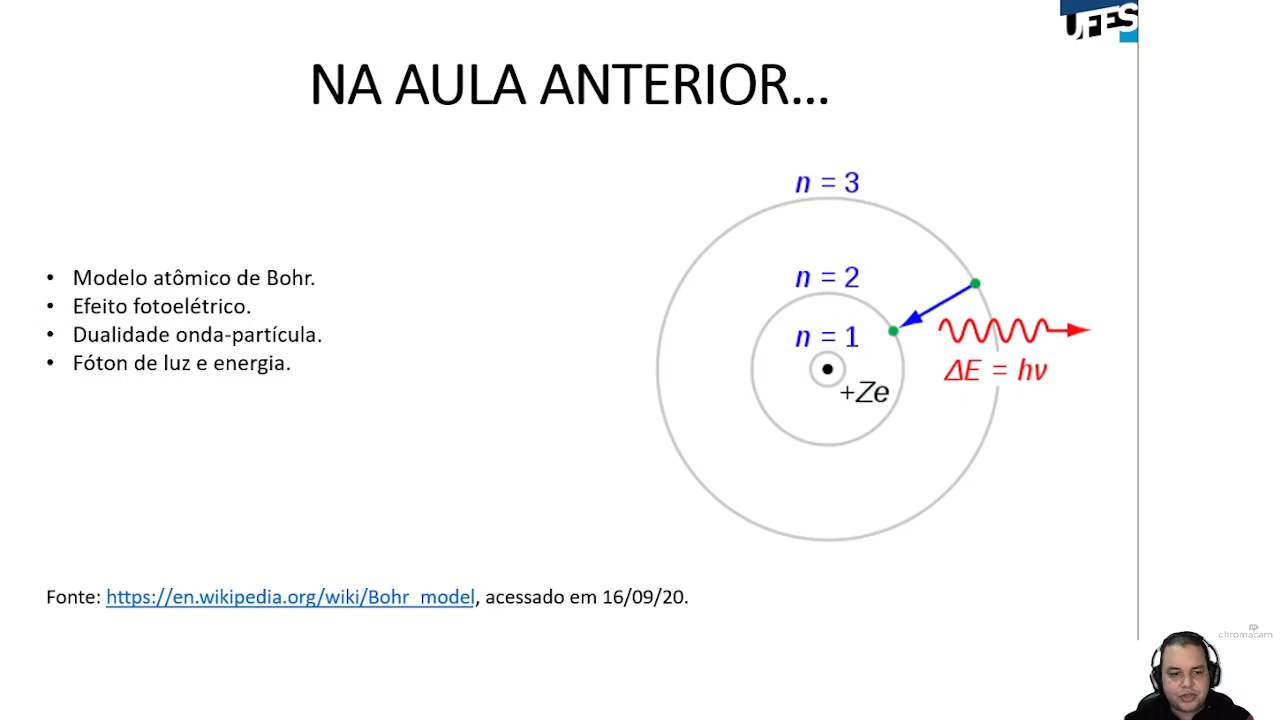 UFES
NA AULA ANTERIOR...
n = 3
n = 2
n = 1
+Ze
ΔE = hν
• Modelo atômico de Bohr.
• Efeito fotoelétrico.
• Dualidade onda-partícula.
• Fóton de luz e energia.
Fonte: https://en.wikipedia.org/wiki/Bohr_model, acessado em 16/09/20.
chromacam